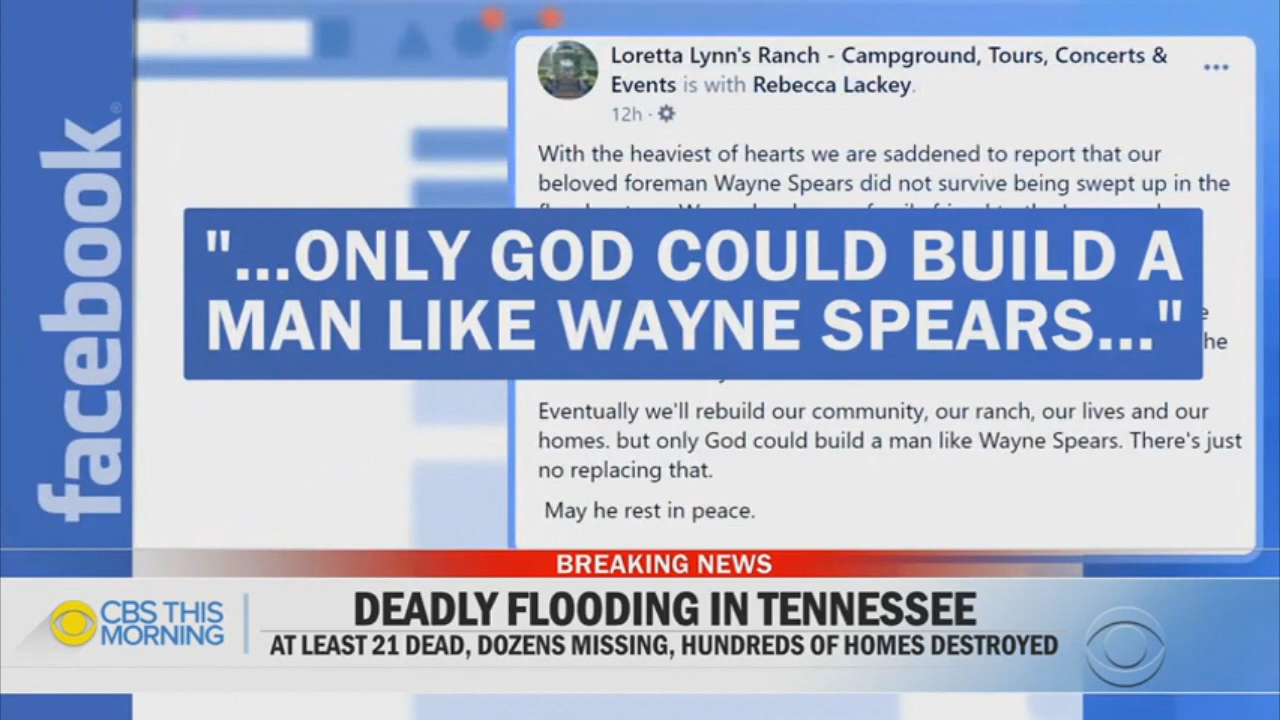 facebook®
Loretta Lynn's Ranch - Campground, Tours, Concerts &
Events is with Rebecca Lackey.
12h ·
With the heaviest of hearts we are saddened to report that our
beloved foreman Wayne Spears did not survive being swept up in the
"...ONLY GOD COULD BUILD A
MAN LIKE WAYNE SPEARS..."
he
Eventually we'll rebuild our community, our ranch, our lives and our
homes. but only God could build a man like Wayne Spears. There's just
no replacing that.
May he rest in peace.
BREAKING NEWS
CBS THIS
MORNING
DEADLY FLOODING IN TENNESSEE
AT LEAST 21 DEAD, DOZENS MISSING, HUNDREDS OF HOMES DESTROYED